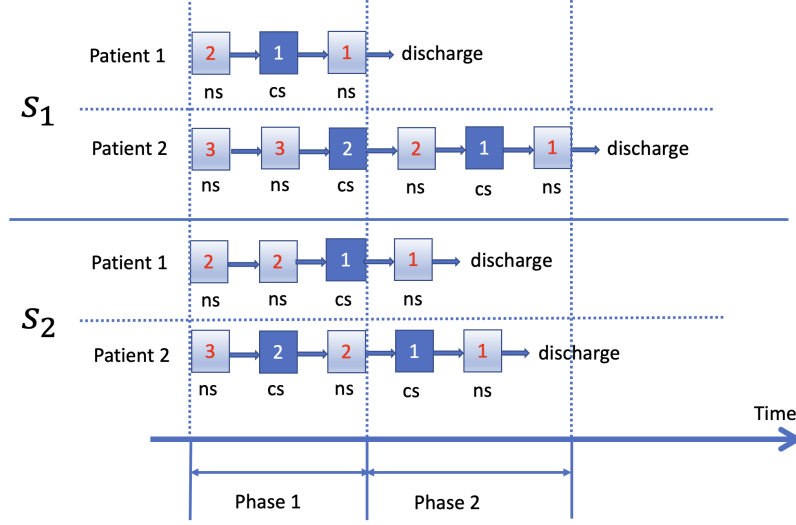 Patient 1 2 1 1 discharge
ns cs ns
S1
Patient 2 3 3 2 2 1 1 discharge
ns ns cs ns cs ns
Patient 1 2 2 1 1 discharge
ns ns cs ns
S2
Patient 2 3 2 2 1 1 discharge
ns cs ns cs ns
Time
Phase 1 Phase 2